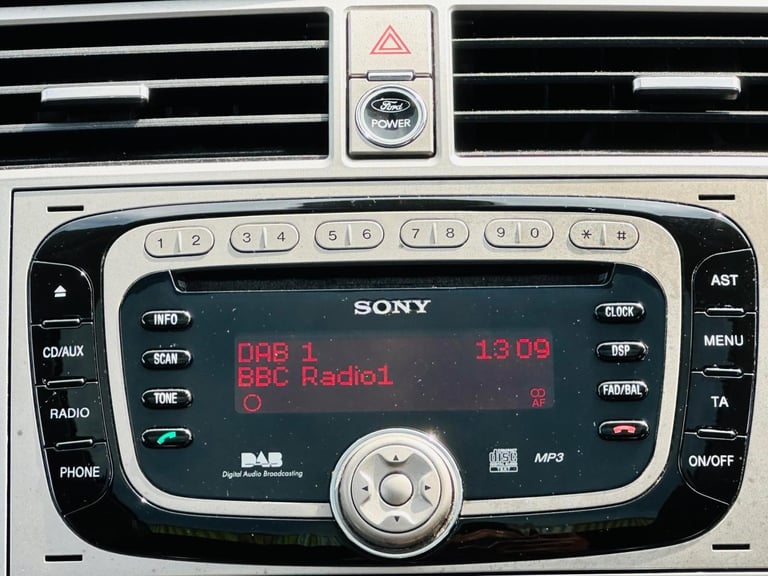 Ford
POWER
1 2 3 4 5 6 7 8 9 0 * #
SONY
INFO
SCAN
TONE
CD/AUX
RADIO
PHONE
DAB 1 13 09
BBC Radio1
AF
CLOCK
DSP
FAD/BAL
AST
MENU
TA
ON/OFF
DAB
Digital Audio Broadcasting
disc
TEXT
MP3